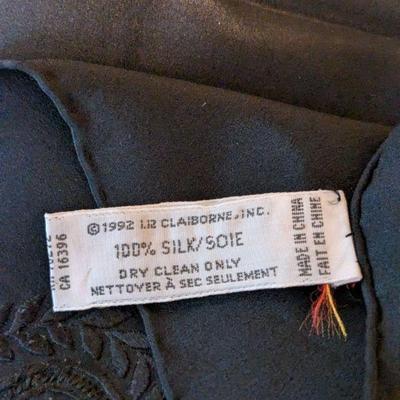 ©1992 LIZ CLAIBORNE, INC.
100% SILK/SOIE
DRY CLEAN ONLY
NETTOYER À SEC SEULEMENT
MADE IN CHINA
FAIT EN CHINE
CA 16396